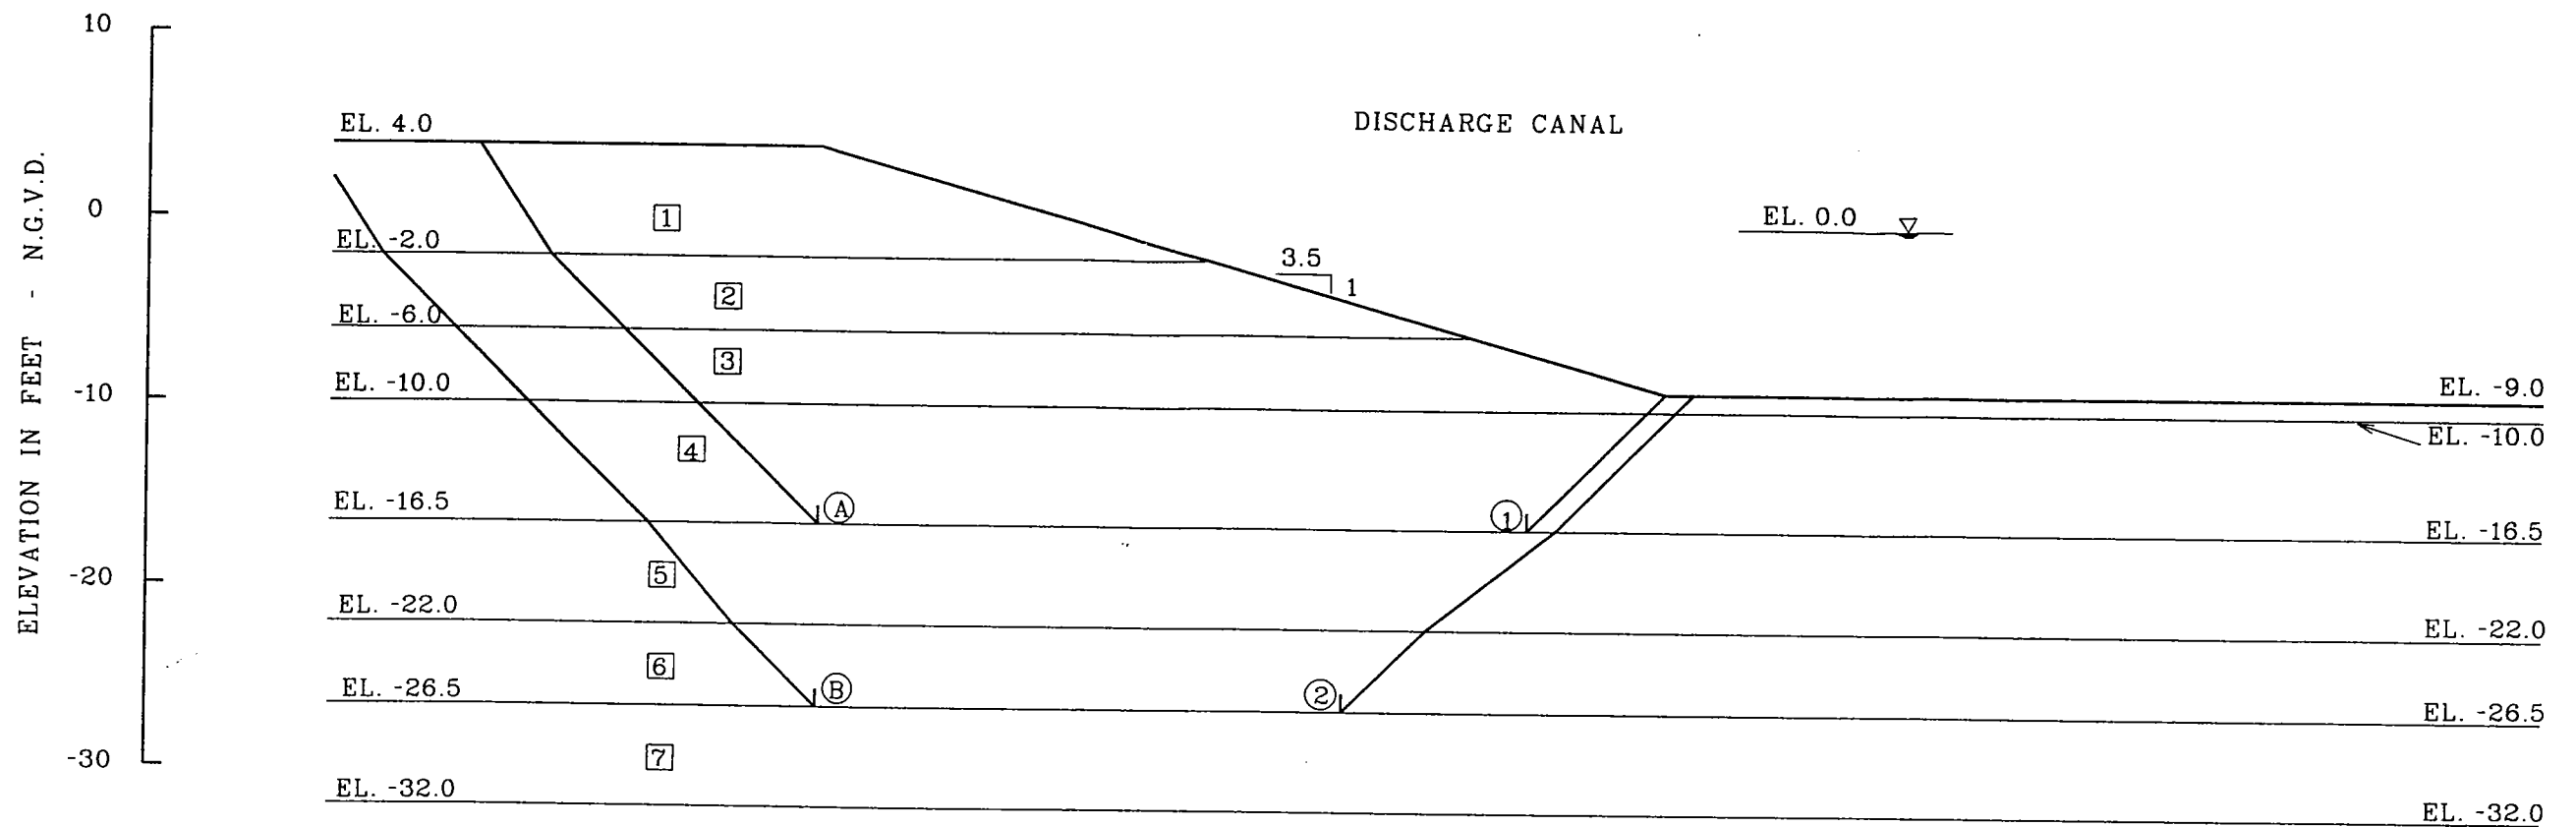 10
0
-10
-20
-30
ELEVATION IN FEET - N.G.V.D.
DISCHARGE CANAL
EL. 4.0
EL. 0.0
1
EL. -2.0
3.5
1
2
EL. -6.0
3
EL. -10.0
EL. -9.0
EL. -10.0
4
EL. -16.5
A
1
EL. -16.5
5
EL. -22.0
EL. -22.0
6
EL. -26.5
B
2
EL. -26.5
7
EL. -32.0
EL. -32.0